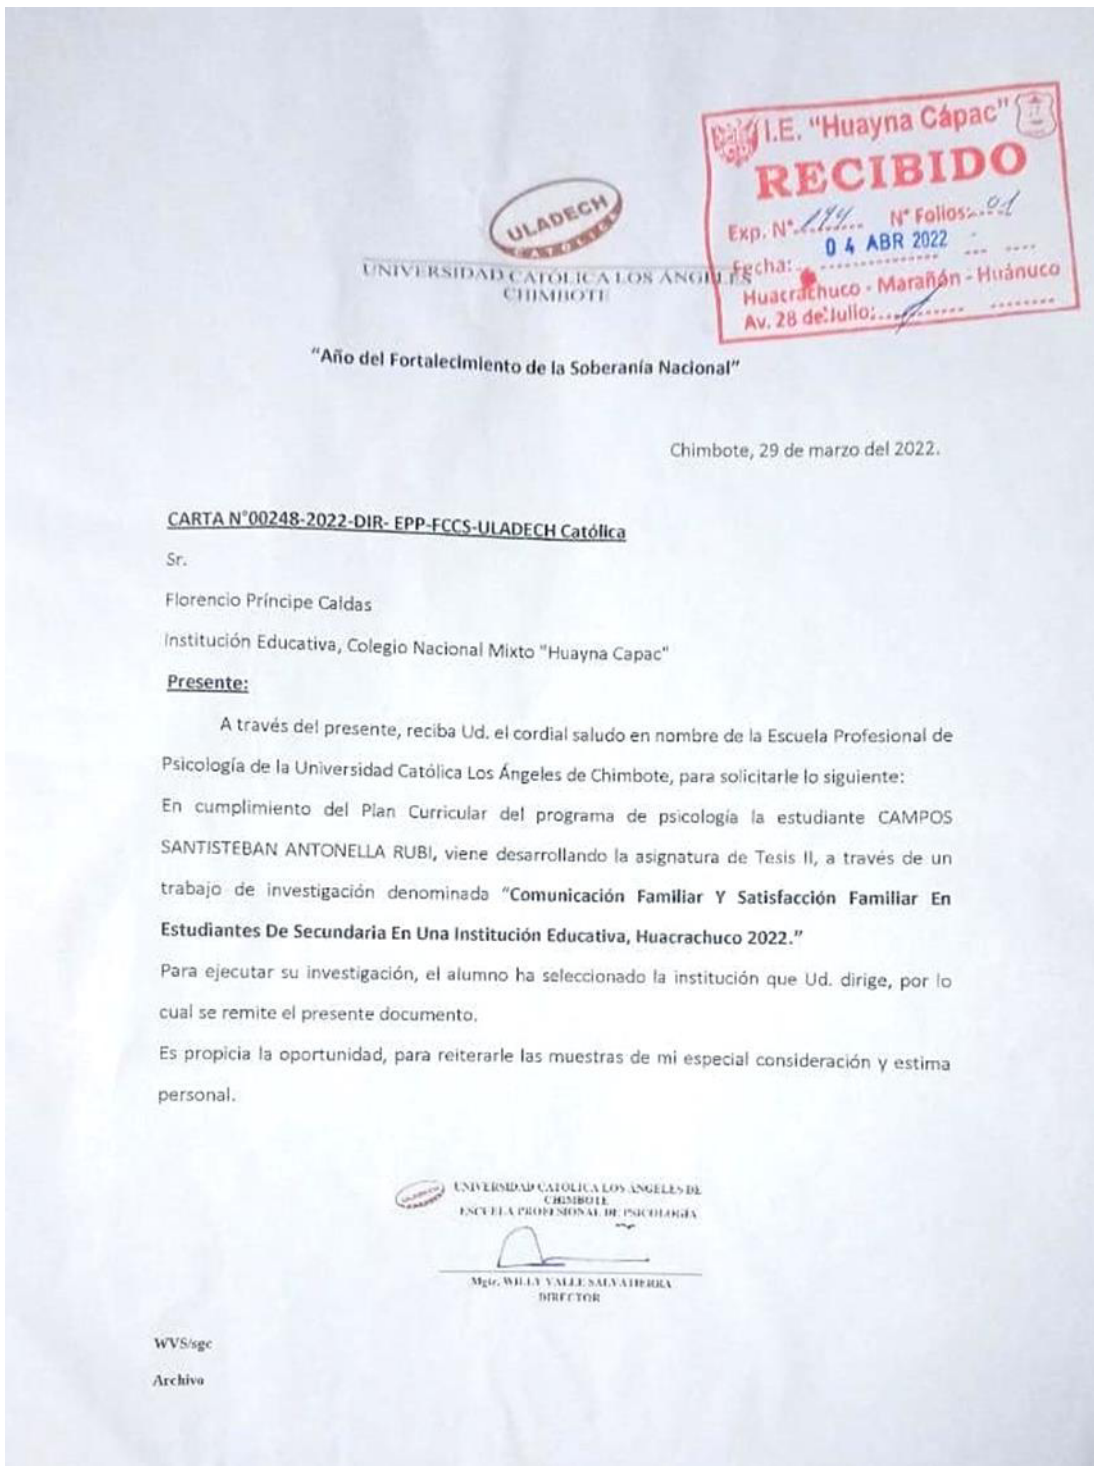 I.E. "Huayna Cápac"
RECIBIDO
Exp. N° N° Folios: 01
04 ABR 2022
Fecha:
Huacrachuco - Marañón - Huánuco
Av. 28 de Julio:
ULADECH
CATOLICA
UNIVERSIDAD CATÓLICA LOS ÁNGELES
CHIMBOTE
"Año del Fortalecimiento de la Soberanía Nacional"
Chimbote, 29 de marzo del 2022.
CARTA N°00248-2022-DIR- EPP-FCCS-ULADECH Católica
Sr.
Florencio Príncipe Caldas
Institución Educativa, Colegio Nacional Mixto "Huayna Capac"
Presente:
A través del presente, reciba Ud. el cordial saludo en nombre de la Escuela Profesional de
Psicología de la Universidad Católica Los Ángeles de Chimbote, para solicitarle lo siguiente:
En cumplimiento del Plan Curricular del programa de psicología la estudiante CAMPOS
SANTISTEBAN ANTONELLA RUBI, viene desarrollando la asignatura de Tesis II, a través de un
trabajo de investigación denominada "Comunicación Familiar Y Satisfacción Familiar En
Estudiantes De Secundaria En Una Institución Educativa, Huacrachuco 2022."
Para ejecutar su investigación, el alumno ha seleccionado la institución que Ud. dirige, por lo
cual se remite el presente documento.
Es propicia la oportunidad, para reiterarle las muestras de mi especial consideración y estima
personal.
UNIVERSIDAD CATOLICA LOS ANGELES DE
CHIMBOTE
ESCUELA PROFESIONAL DE PSICOLOGÍA
Mgtr. WILLY VALLE SALVATIERRA
DIRECTOR
WVS/sgc
Archivo